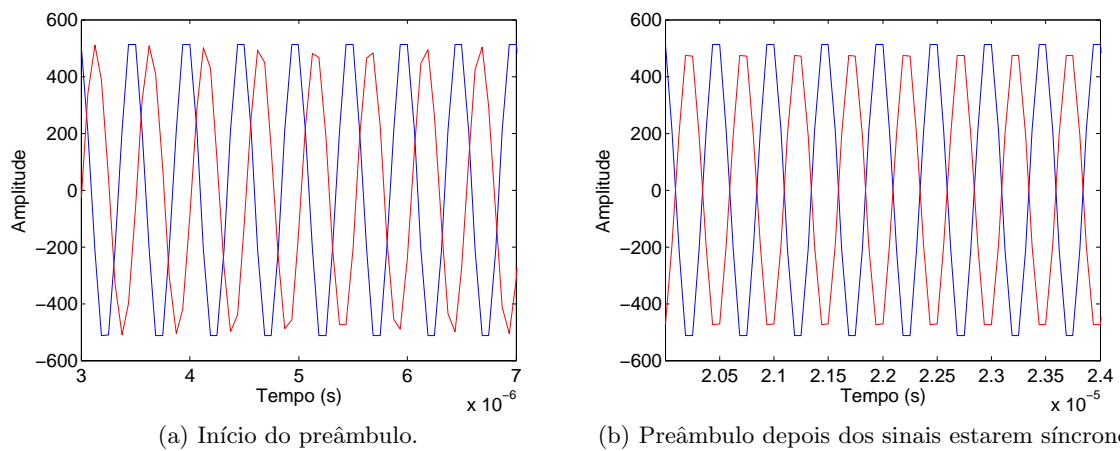 600
400
200
0
−200
−400
−600
Amplitude
3 4 5 6 7
Tempo (s)
x 10−6
(a) Início do preâmbulo.
600
400
200
0
−200
−400
−600
Amplitude
2.05 2.1 2.15 2.2 2.25 2.3 2.35 2.4
Tempo (s)
x 10−5
(b) Preâmbulo depois dos sinais estarem síncron